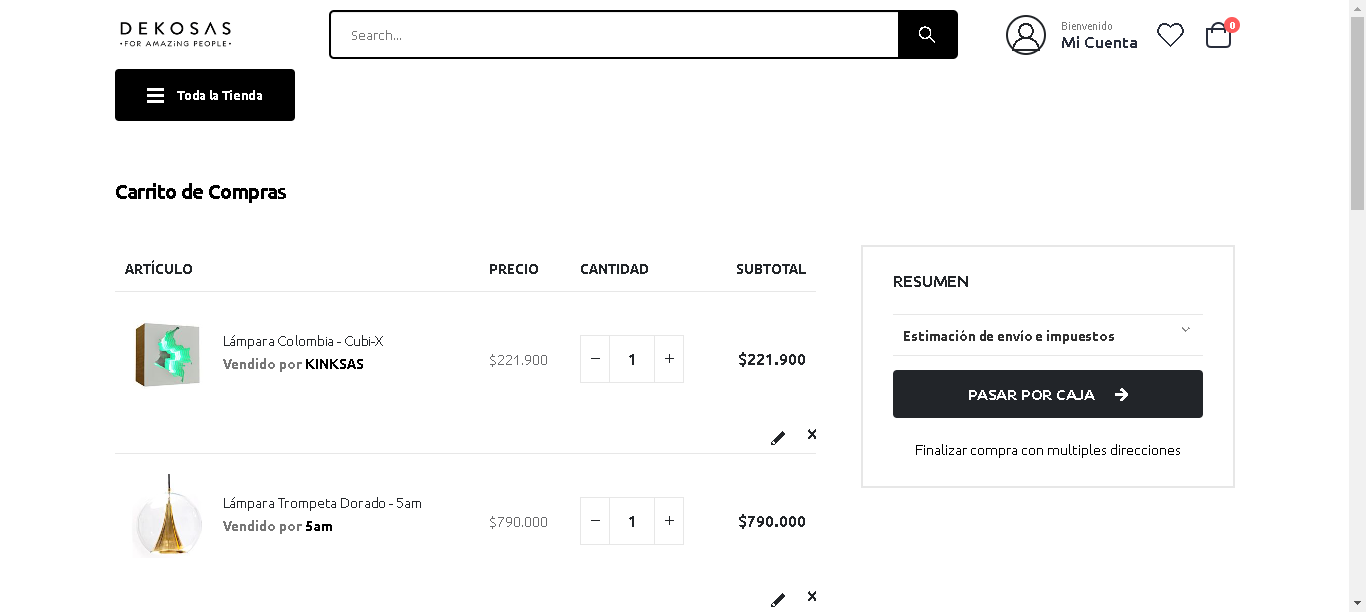 DEKOSAS
•FOR AMAZING PEOPLE•
Search...
Bienvenido
Mi Cuenta
0
Toda la Tienda
Carrito de Compras
ARTÍCULO PRECIO CANTIDAD SUBTOTAL
Lámpara Colombia - Cubi-X
Vendido por KINKSAS
$221.900 − 1 + $221.900
Lámpara Trompeta Dorado - 5am
Vendido por 5am
$790.000 − 1 + $790.000
RESUMEN
Estimación de envío e impuestos
PASAR POR CAJA
Finalizar compra con multiples direcciones